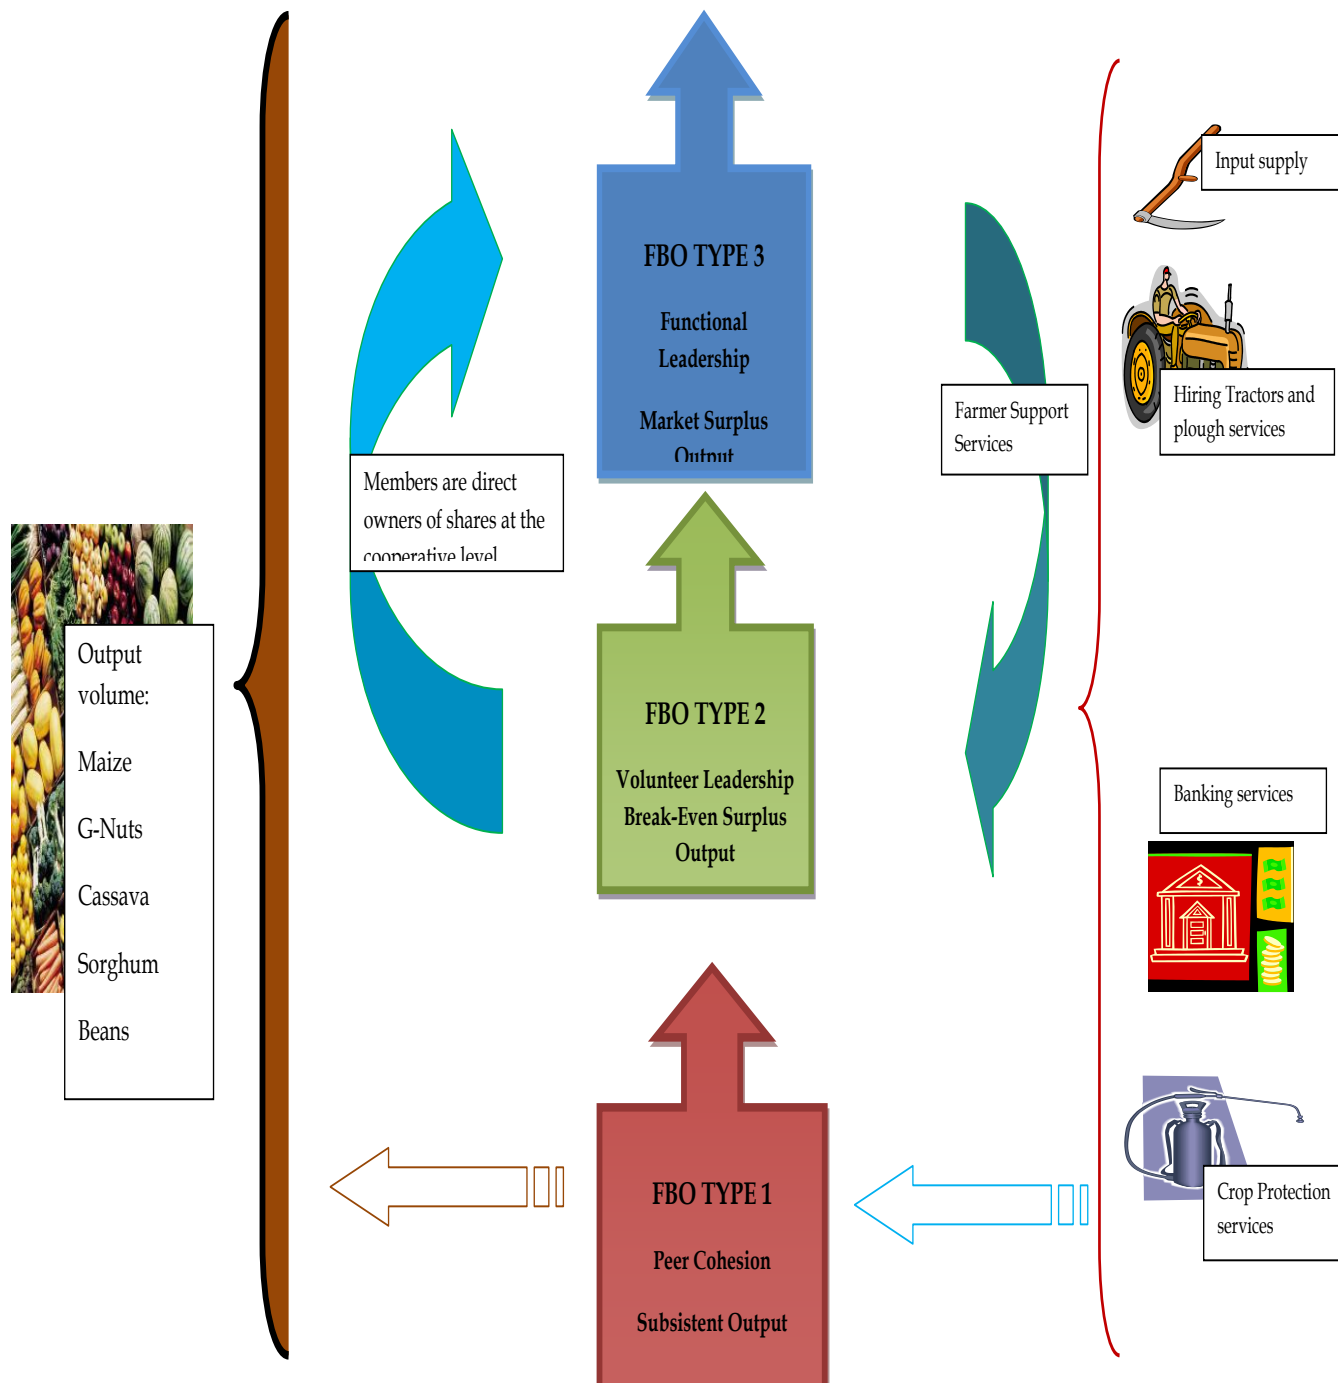 Input supply
FBO TYPE 3
Functional
Leadership
Market Surplus
Output
Hiring Tractors and
plough services
Farmer Support
Services
Members are direct
owners of shares at the
cooperative level
Output
volume:
Maize
G-Nuts
Cassava
Sorghum
Beans
FBO TYPE 2
Volunteer Leadership
Break-Even Surplus
Output
Banking services
$
FBO TYPE 1
Peer Cohesion
Subsistent Output
Crop Protection
services